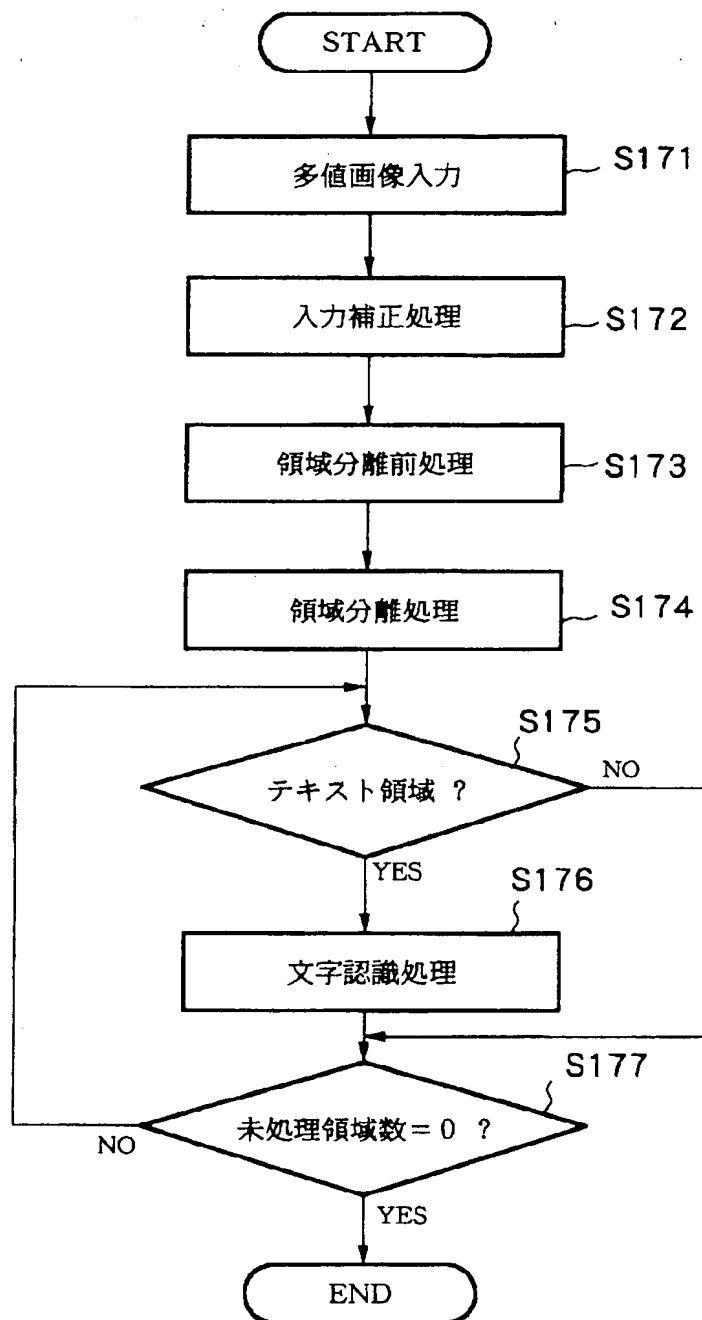 START
多値画像入力
S171
入力補正処理
S172
領域分離前処理
S173
領域分離処理
S174
S175
テキスト領域 ?
NO
YES
S176
文字認識処理
S177
未処理領域数=0 ?
NO
YES
END